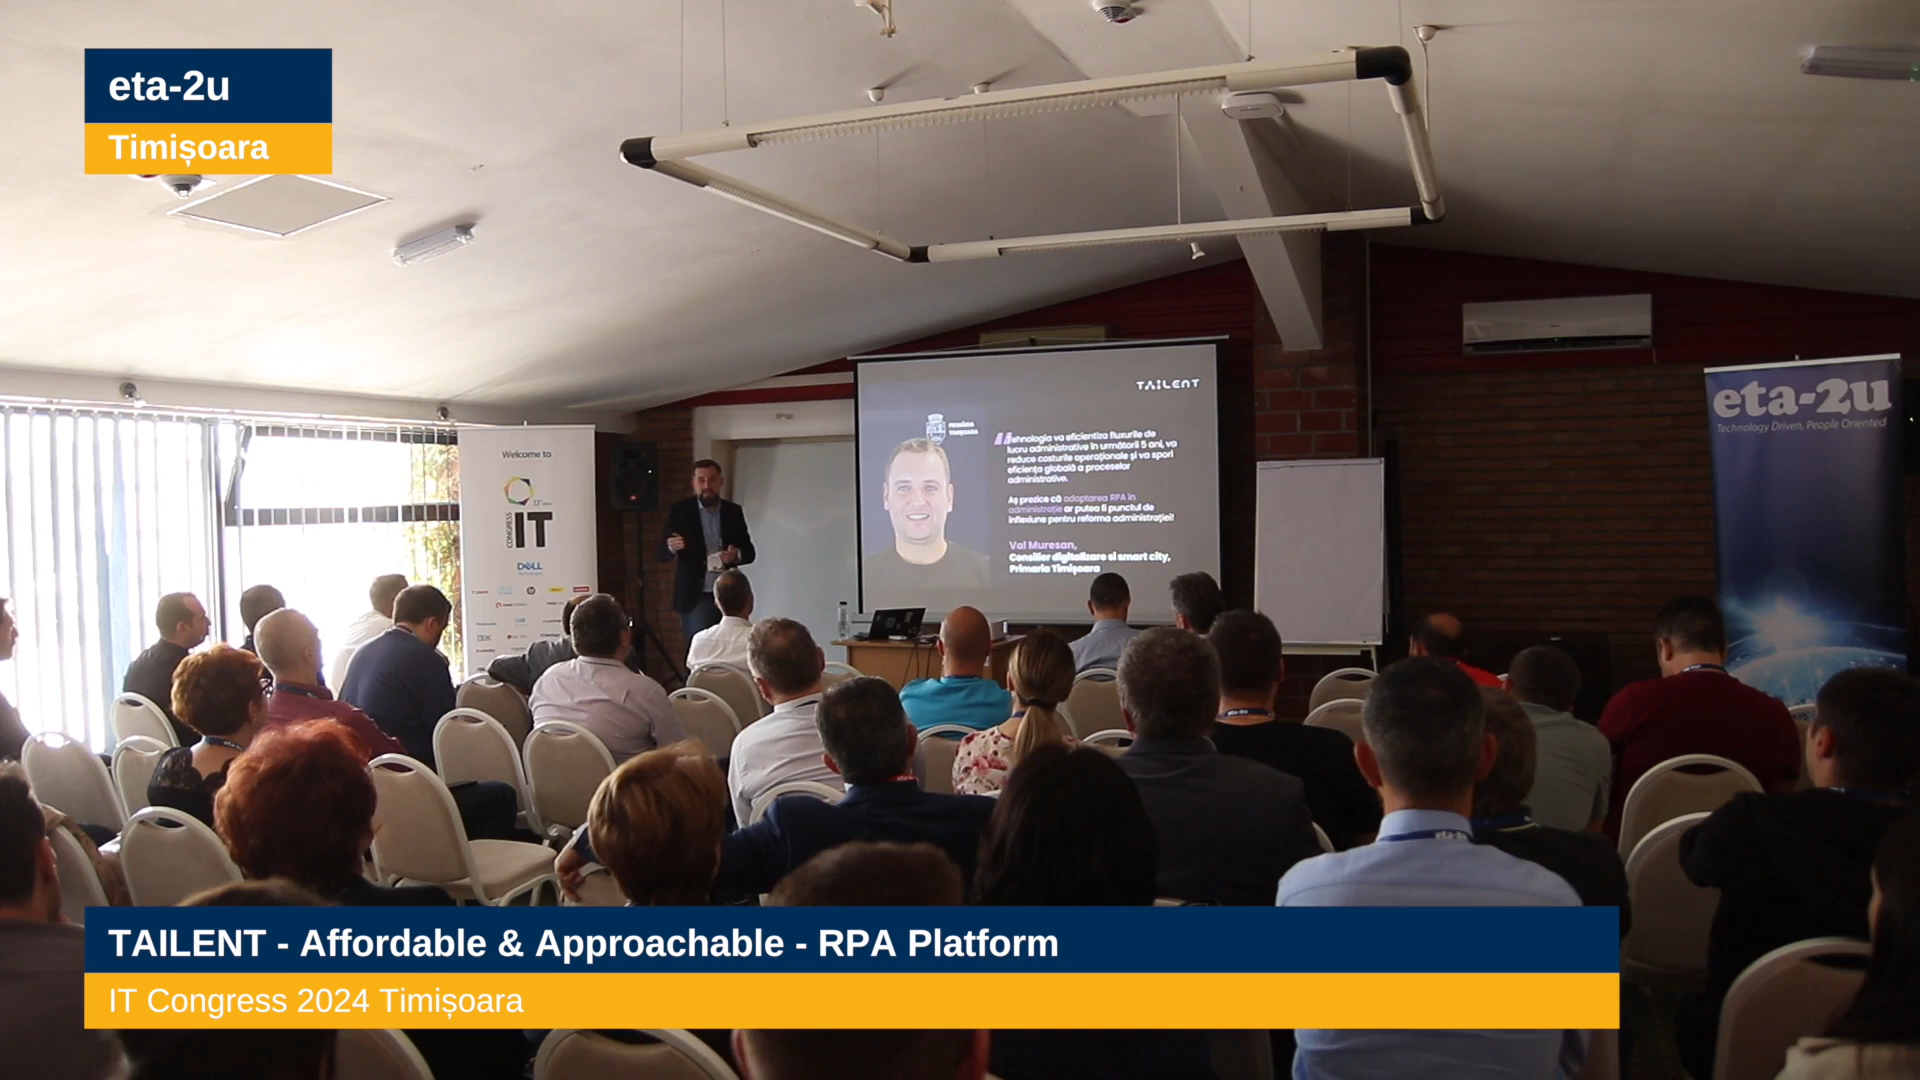 eta-2u
Timișoara
Welcome to
CONGRESS
IT
DELL
TAILENT
PRIMĂRIA
TIMIȘOARA
Tehnologia va eficientiza fluxurile de
lucru administrative în următorii 5 ani, va
reduce costurile operaționale și va spori
eficiența globală a proceselor
administrative.
Aș prezice că adoptarea RPA în
administrație ar putea fi punctul de
inflexiune pentru reforma administrației!
Val Muresan,
Consilier digitalizare si smart city,
Primaria Timișoara
eta-2u
Technology Driven, People Oriented
TAILENT - Affordable & Approachable - RPA Platform
IT Congress 2024 Timișoara